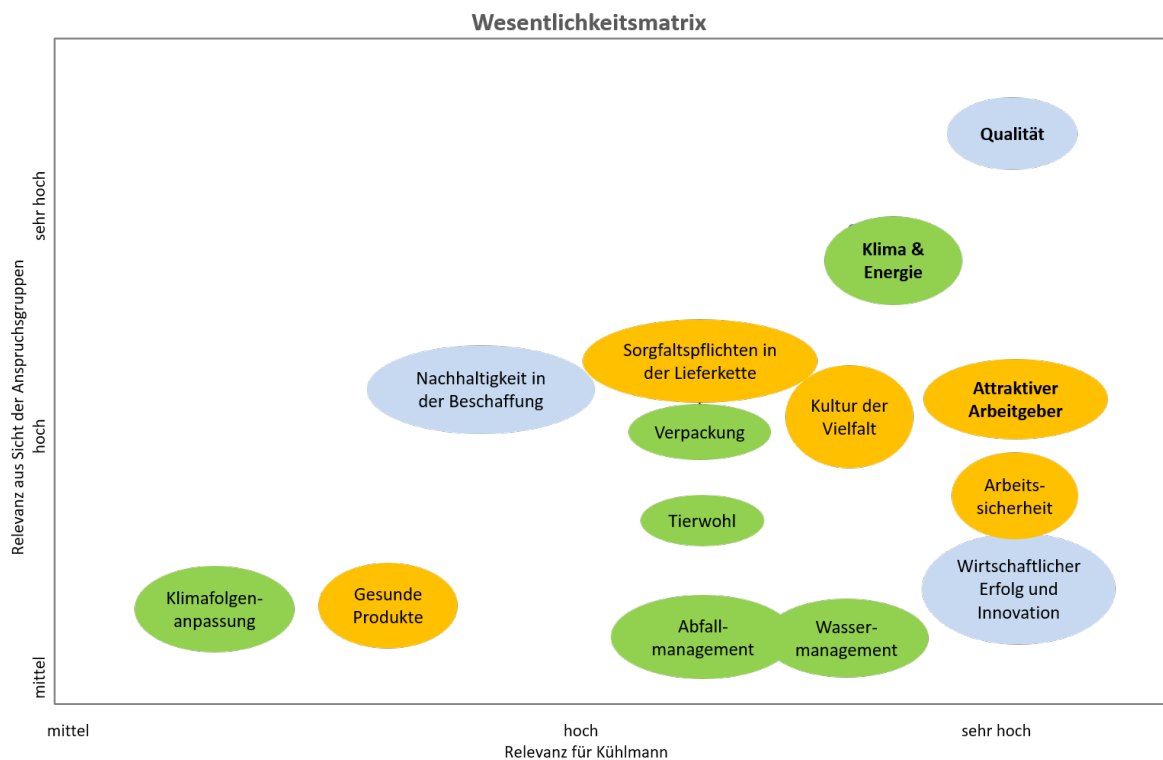 Wesentlichkeitsmatrix
Relevanz aus Sicht der Anspruchsgruppen
sehr hoch
hoch
mittel
Qualität
Klima &
Energie
Sorgfaltspflichten in
der Lieferkette
Nachhaltigkeit in
der Beschaffung
Kultur der
Vielfalt
Attraktiver
Arbeitgeber
Verpackung
Arbeits-
sicherheit
Tierwohl
Wirtschaftlicher
Erfolg und
Innovation
Klimafolgen-
anpassung
Gesunde
Produkte
Abfall-
management
Wasser-
management
mittel
hoch
sehr hoch
Relevanz für Kühlmann